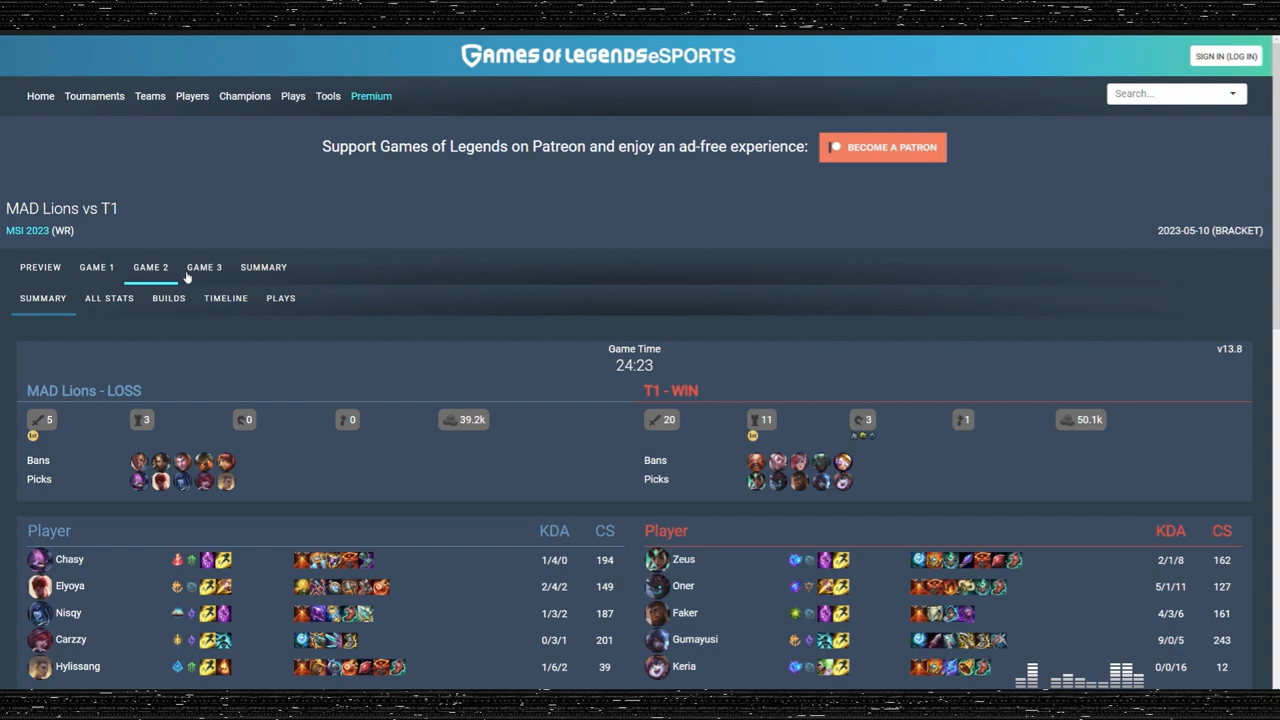 GAMES OF LEGENDS eSPORTS
SIGN IN (LOG IN)
Home Tournaments Teams Players Champions Plays Tools Premium
Search...
Support Games of Legends on Patreon and enjoy an ad-free experience: BECOME A PATRON
MAD Lions vs T1
MSI 2023 (WR) 2023-05-10 (BRACKET)
PREVIEW GAME 1 GAME 2 GAME 3 SUMMARY
SUMMARY ALL STATS BUILDS TIMELINE PLAYS
Game Time v13.8
24:23
MAD Lions - LOSS T1 - WIN
5 3 0 0 39.2k 20 11 3 1 50.1k
1st 1st
Bans Bans
Picks Picks
Player KDA CS Player KDA CS
Chasy 1/4/0 194 Zeus 2/1/8 162
Elyoya 2/4/2 149 Oner 5/1/11 127
Nisqy 1/3/2 187 Faker 4/3/6 161
Carzzy 0/3/1 201 Gumayusi 9/0/5 243
Hylissang 1/6/2 39 Keria 0/0/16 12